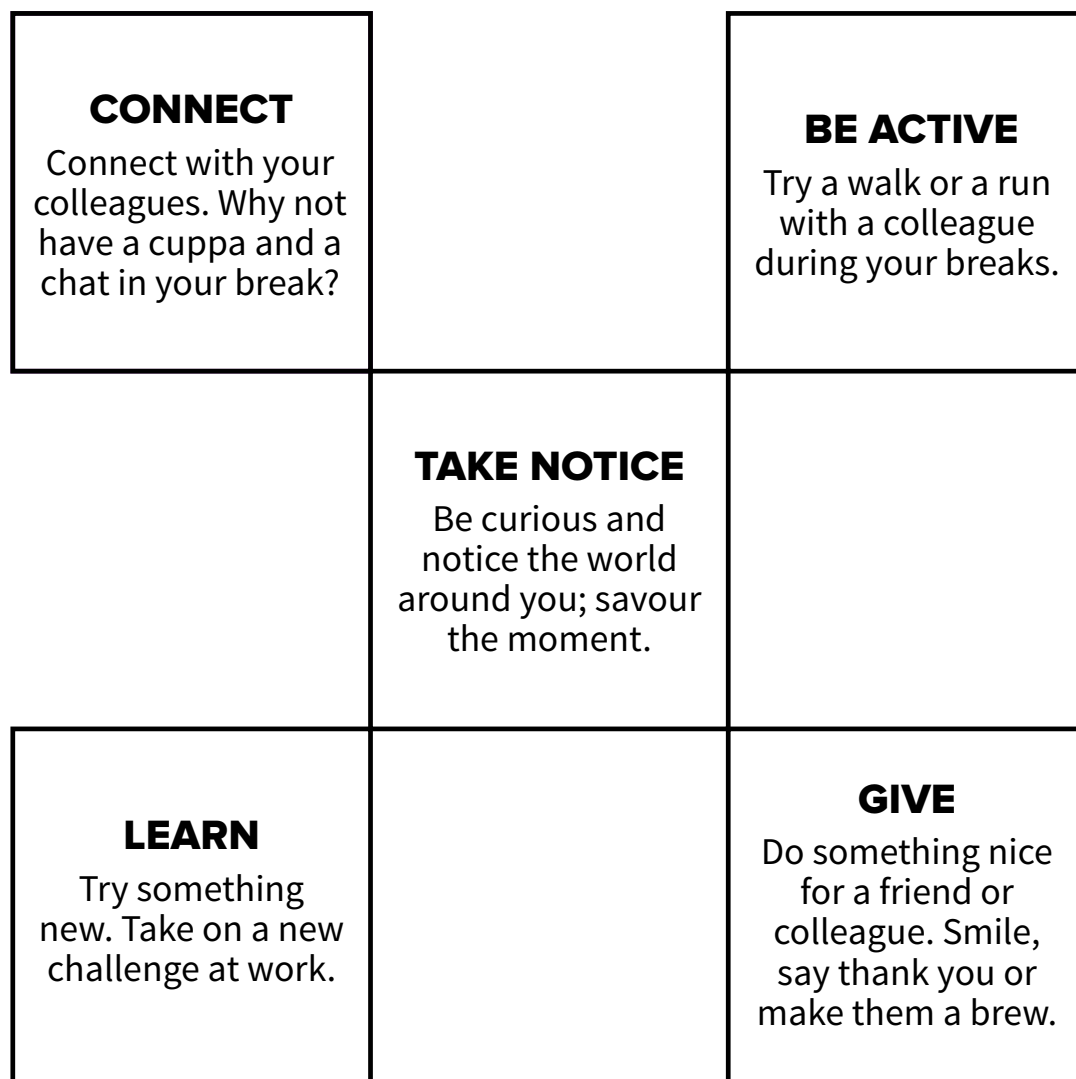 CONNECT
Connect with your
colleagues. Why not
have a cuppa and a
chat in your break?
BE ACTIVE
Try a walk or a run
with a colleague
during your breaks.
TAKE NOTICE
Be curious and
notice the world
around you; savour
the moment.
LEARN
Try something
new. Take on a new
challenge at work.
GIVE
Do something nice
for a friend or
colleague. Smile,
say thank you or
make them a brew.